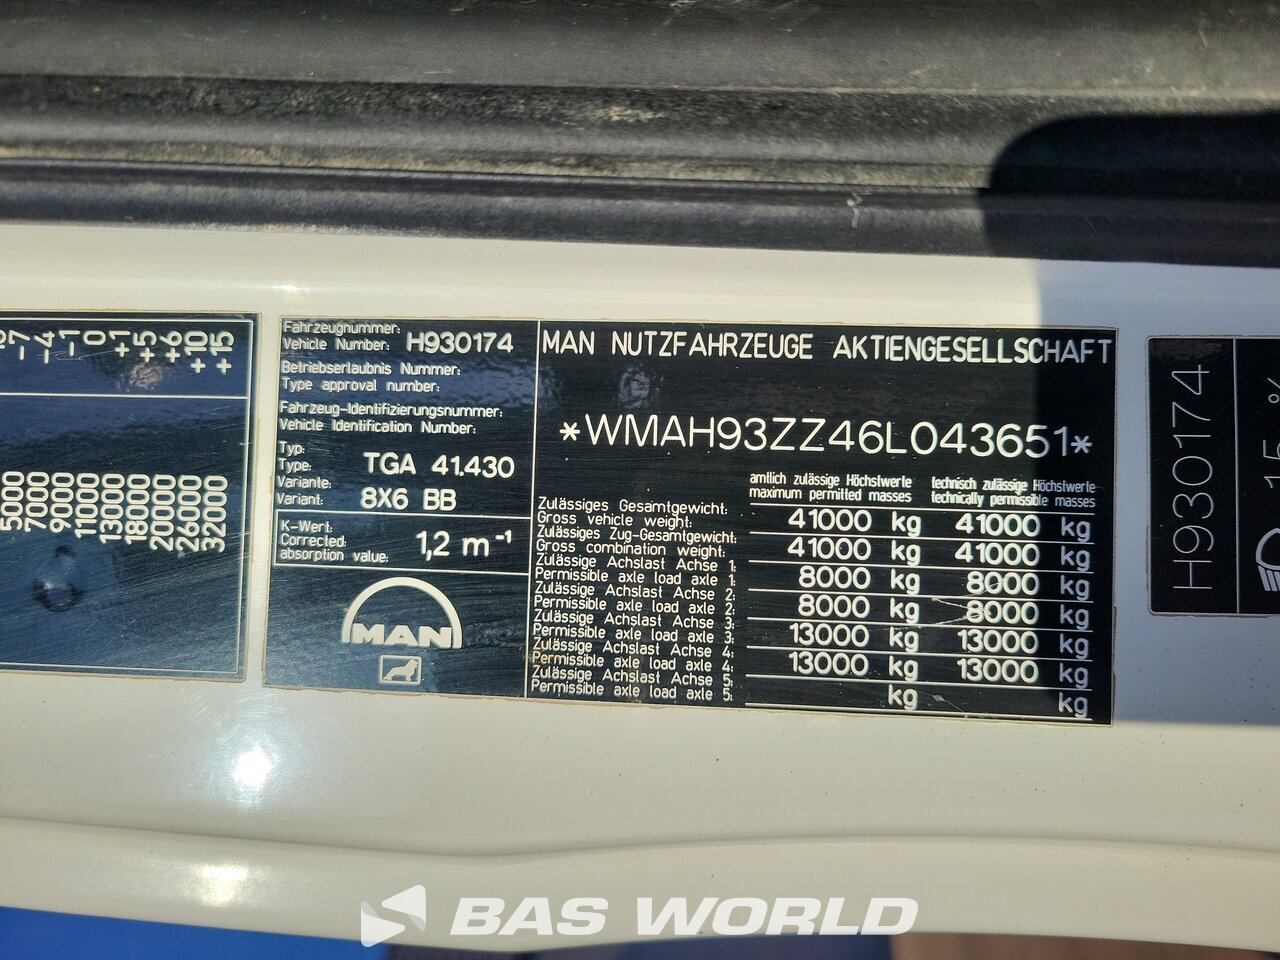 -7
-4
-1
0
+1
+5
+6
+10
+15
5000
7000
9000
11000
13000
18000
20000
26000
32000
Fahrzeugnummer:
Vehicle Number: H930174
Betriebserlaubnis Nummer:
Type approval number:
Fahrzeug-Identifizierungsnummer:
Vehicle Identification Number:
Typ:
Type: TGA 41.430
Variante:
Variant: 8X6 BB
K-Wert:
Corrected
absorption value: 1,2 m⁻¹
MAN
MAN NUTZFAHRZEUGE AKTIENGESELLSCHAFT
*WMAH93ZZ46L043651*
amtlich zulässige Höchstwerte technisch zulässige Höchstwerte
maximum permitted masses technically permissible masses
Zulässiges Gesamtgewicht:
Gross vehicle weight: 41000 kg 41000 kg
Zulässiges Zug-Gesamtgewicht:
Gross combination weight: 41000 kg 41000 kg
Zulässige Achslast Achse 1:
Permissible axle load axle 1: 8000 kg 8000 kg
Zulässige Achslast Achse 2:
Permissible axle load axle 2: 8000 kg 8000 kg
Zulässige Achslast Achse 3:
Permissible axle load axle 3: 13000 kg 13000 kg
Zulässige Achslast Achse 4:
Permissible axle load axle 4: 13000 kg 13000 kg
Zulässige Achslast Achse 5:
Permissible axle load axle 5: kg kg
H930174
1,5 %
BAS WORLD